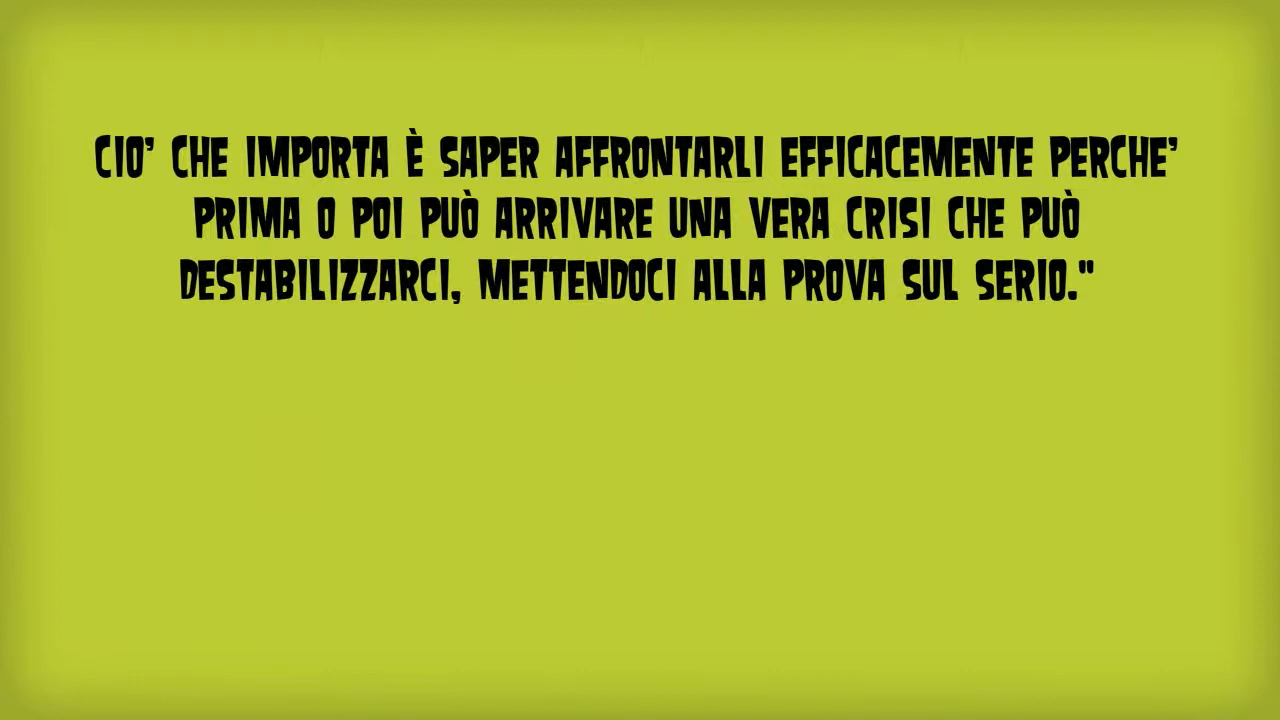 CIO' CHE IMPORTA È SAPER AFFRONTARLI EFFICACEMENTE PERCHE'
PRIMA O POI PUÒ ARRIVARE UNA VERA CRISI CHE PUÒ
DESTABILIZZARCI, METTENDOCI ALLA PROVA SUL SERIO."